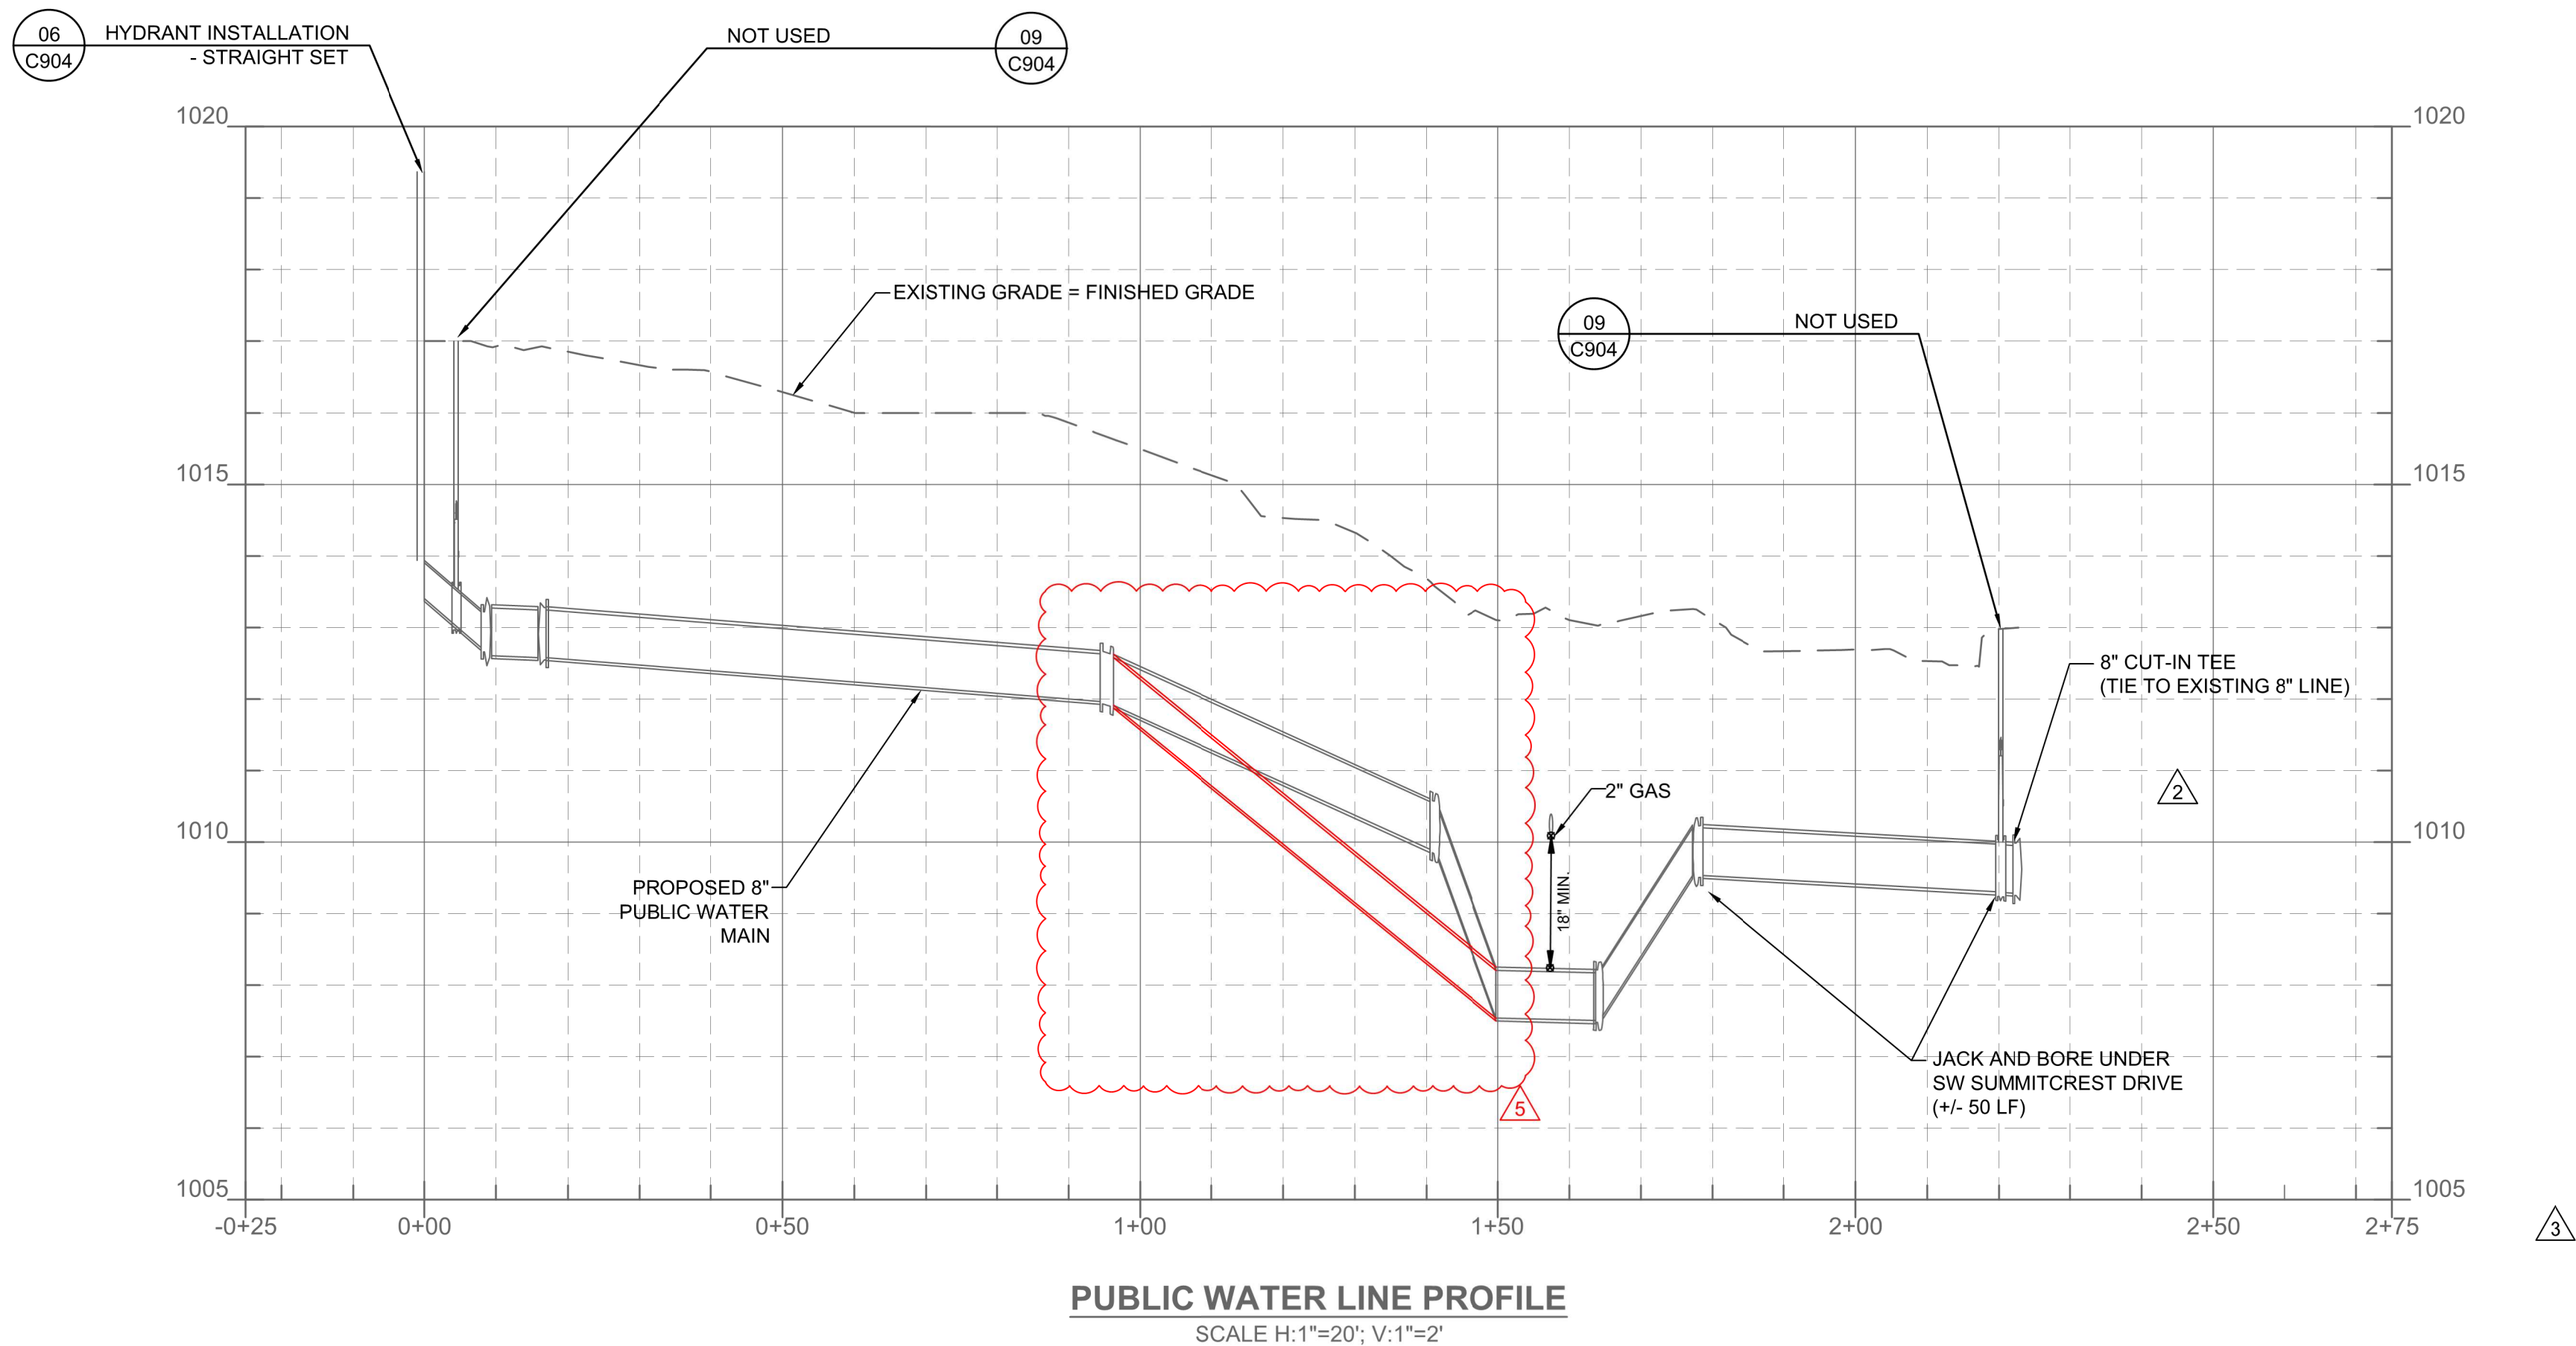 06
C904
HYDRANT INSTALLATION
- STRAIGHT SET
NOT USED
09
C904
1020
1020
EXISTING GRADE = FINISHED GRADE
09
C904
NOT USED
1015
1015
8" CUT-IN TEE
(TIE TO EXISTING 8" LINE)
2" GAS
2
1010
1010
18" MIN.
PROPOSED 8"
PUBLIC WATER
MAIN
JACK AND BORE UNDER
SW SUMMITCREST DRIVE
(+/- 50 LF)
5
1005
1005
-0+25
0+00
0+50
1+00
1+50
2+00
2+50
2+75
3
PUBLIC WATER LINE PROFILE
SCALE H:1"=20'; V:1"=2'